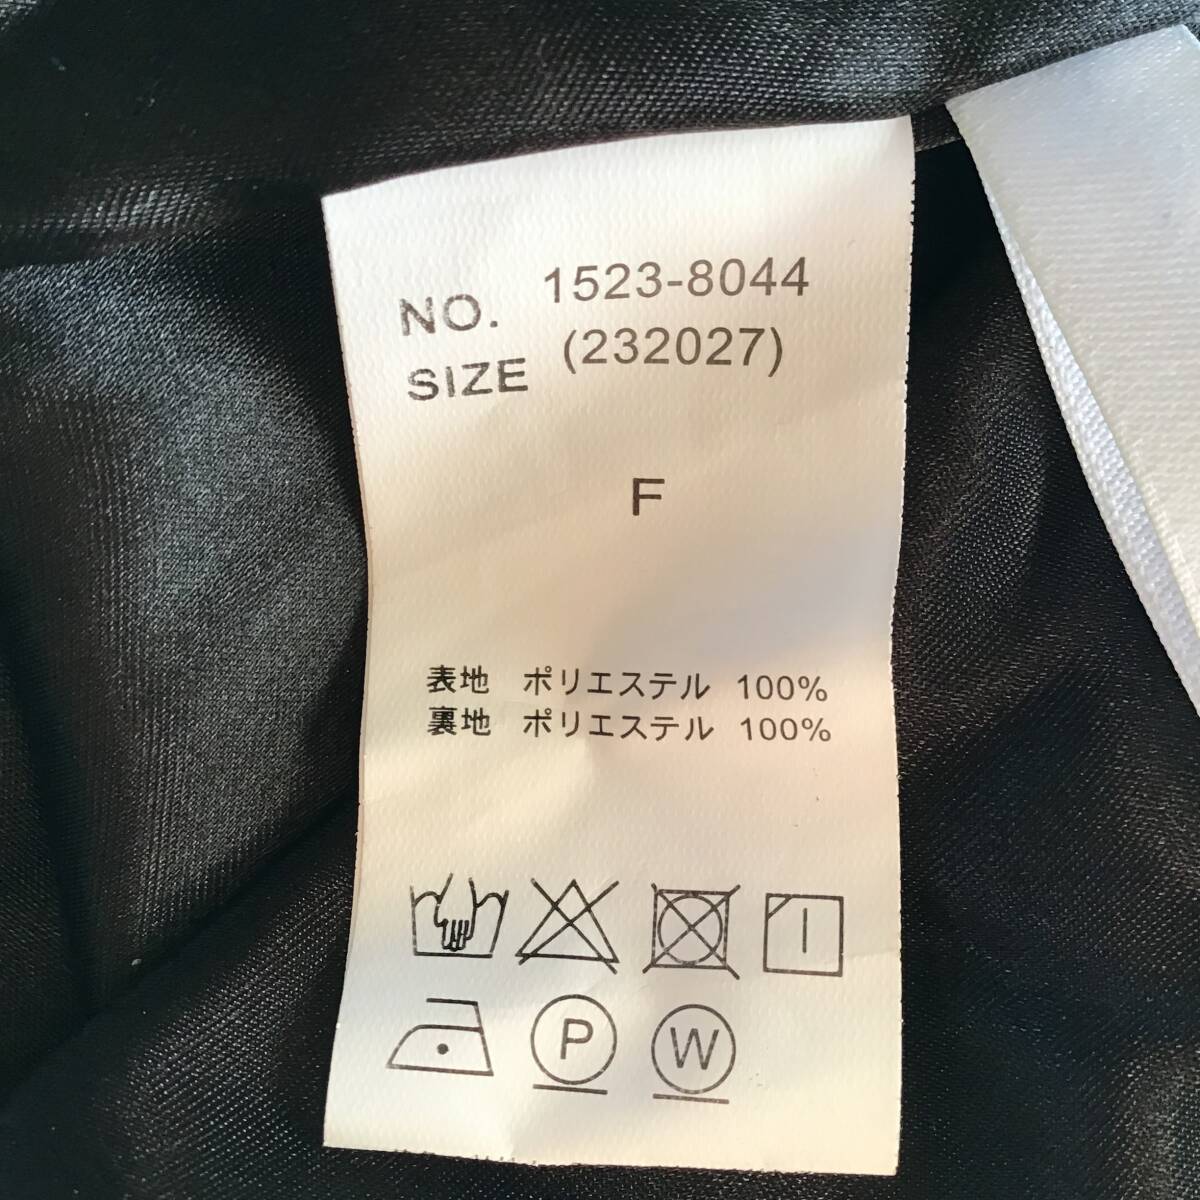 NO. 1523-8044
SIZE (232027)
F
表地 ポリエステル 100%
裏地 ポリエステル 100%
P W